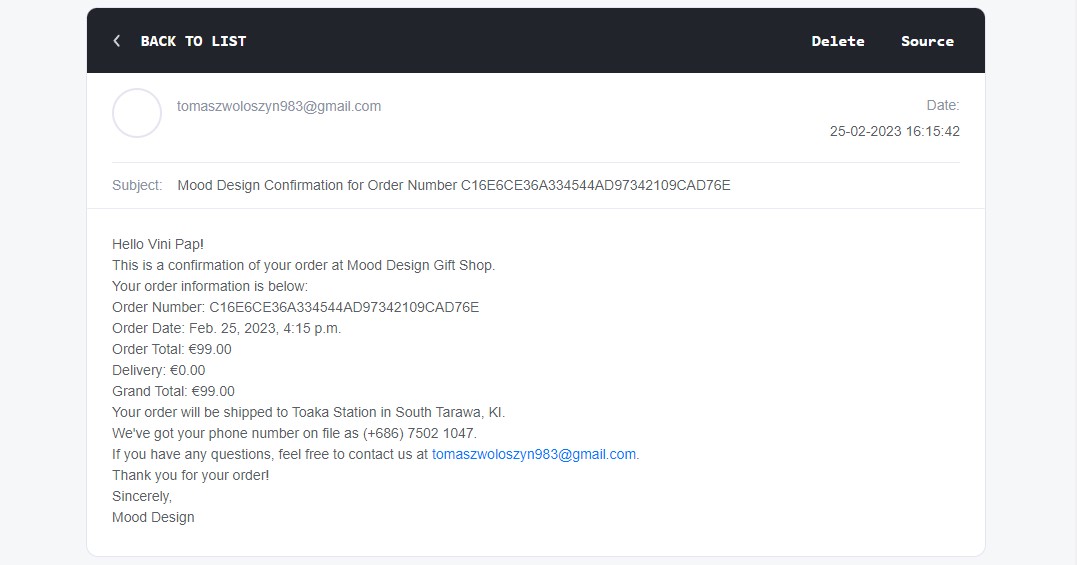 BACK TO LIST
Delete
Source
tomaszwoloszyn983@gmail.com
Date:
25-02-2023 16:15:42
Subject: Mood Design Confirmation for Order Number C16E6CE36A334544AD97342109CAD76E
Hello Vini Pap!
This is a confirmation of your order at Mood Design Gift Shop.
Your order information is below:
Order Number: C16E6CE36A334544AD97342109CAD76E
Order Date: Feb. 25, 2023, 4:15 p.m.
Order Total: €99.00
Delivery: €0.00
Grand Total: €99.00
Your order will be shipped to Toaka Station in South Tarawa, KI.
We've got your phone number on file as (+686) 7502 1047.
If you have any questions, feel free to contact us at tomaszwoloszyn983@gmail.com.
Thank you for your order!
Sincerely,
Mood Design